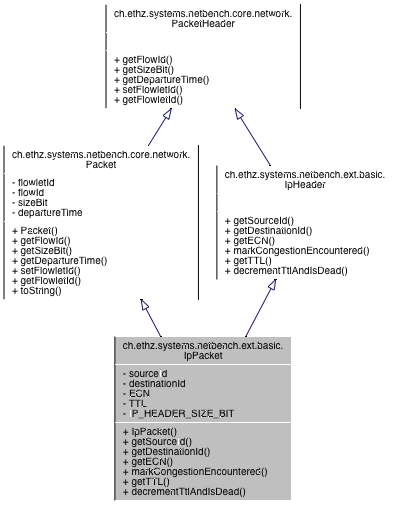 ch.ethz.systems.netbench.core.network.
PacketHeader
+ getFlowId()
+ getSizeBit()
+ getDepartureTime()
+ setFlowletId()
+ getFlowletId()
ch.ethz.systems.netbench.core.network.
Packet
- flowletId
- flowId
- sizeBit
- departureTime
+ Packet()
+ getFlowId()
+ getSizeBit()
+ getDepartureTime()
+ setFlowletId()
+ getFlowletId()
+ toString()
ch.ethz.systems.netbench.ext.basic.
IpHeader
+ getSourceId()
+ getDestinationId()
+ getECN()
+ markCongestionEncountered()
+ getTTL()
+ decrementTtlAndIsDead()
ch.ethz.systems.netbench.ext.basic.
IpPacket
- sourceId
- destinationId
- ECN
- TTL
- IP_HEADER_SIZE_BIT
+ IpPacket()
+ getSourceId()
+ getDestinationId()
+ getECN()
+ markCongestionEncountered()
+ getTTL()
+ decrementTtlAndIsDead()